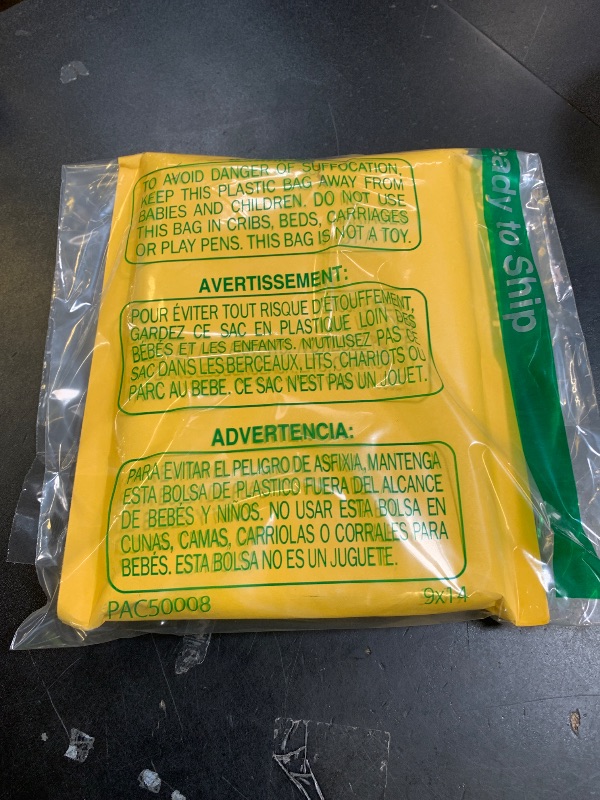 TO AVOID DANGER OF SUFFOCATION,
KEEP THIS PLASTIC BAG AWAY FROM
BABIES AND CHILDREN. DO NOT USE
THIS BAG IN CRIBS, BEDS, CARRIAGES
OR PLAY PENS. THIS BAG IS NOT A TOY.
AVERTISSEMENT:
POUR ÉVITER TOUT RISQUE D'ÉTOUFFEMENT,
GARDEZ CE SAC EN PLASTIQUE LOIN DES
BÉBÉS ET LES ENFANTS. N'UTILISEZ PAS CE
SAC DANS LES BERCEAUX, LITS, CHARIOTS OU
PARC AU BEBE. CE SAC N'EST PAS UN JOUET.
ADVERTENCIA:
PARA EVITAR EL PELIGRO DE ASFIXIA, MANTENGA
ESTA BOLSA DE PLASTICO FUERA DEL ALCANCE
DE BEBÉS Y NIÑOS. NO USAR ESTA BOLSA EN
CUNAS, CAMAS, CARRIOLAS O CORRALES PARA
BEBÉS. ESTA BOLSA NO ES UN JUGUETE.
PAC50008
9x14
eady to Ship